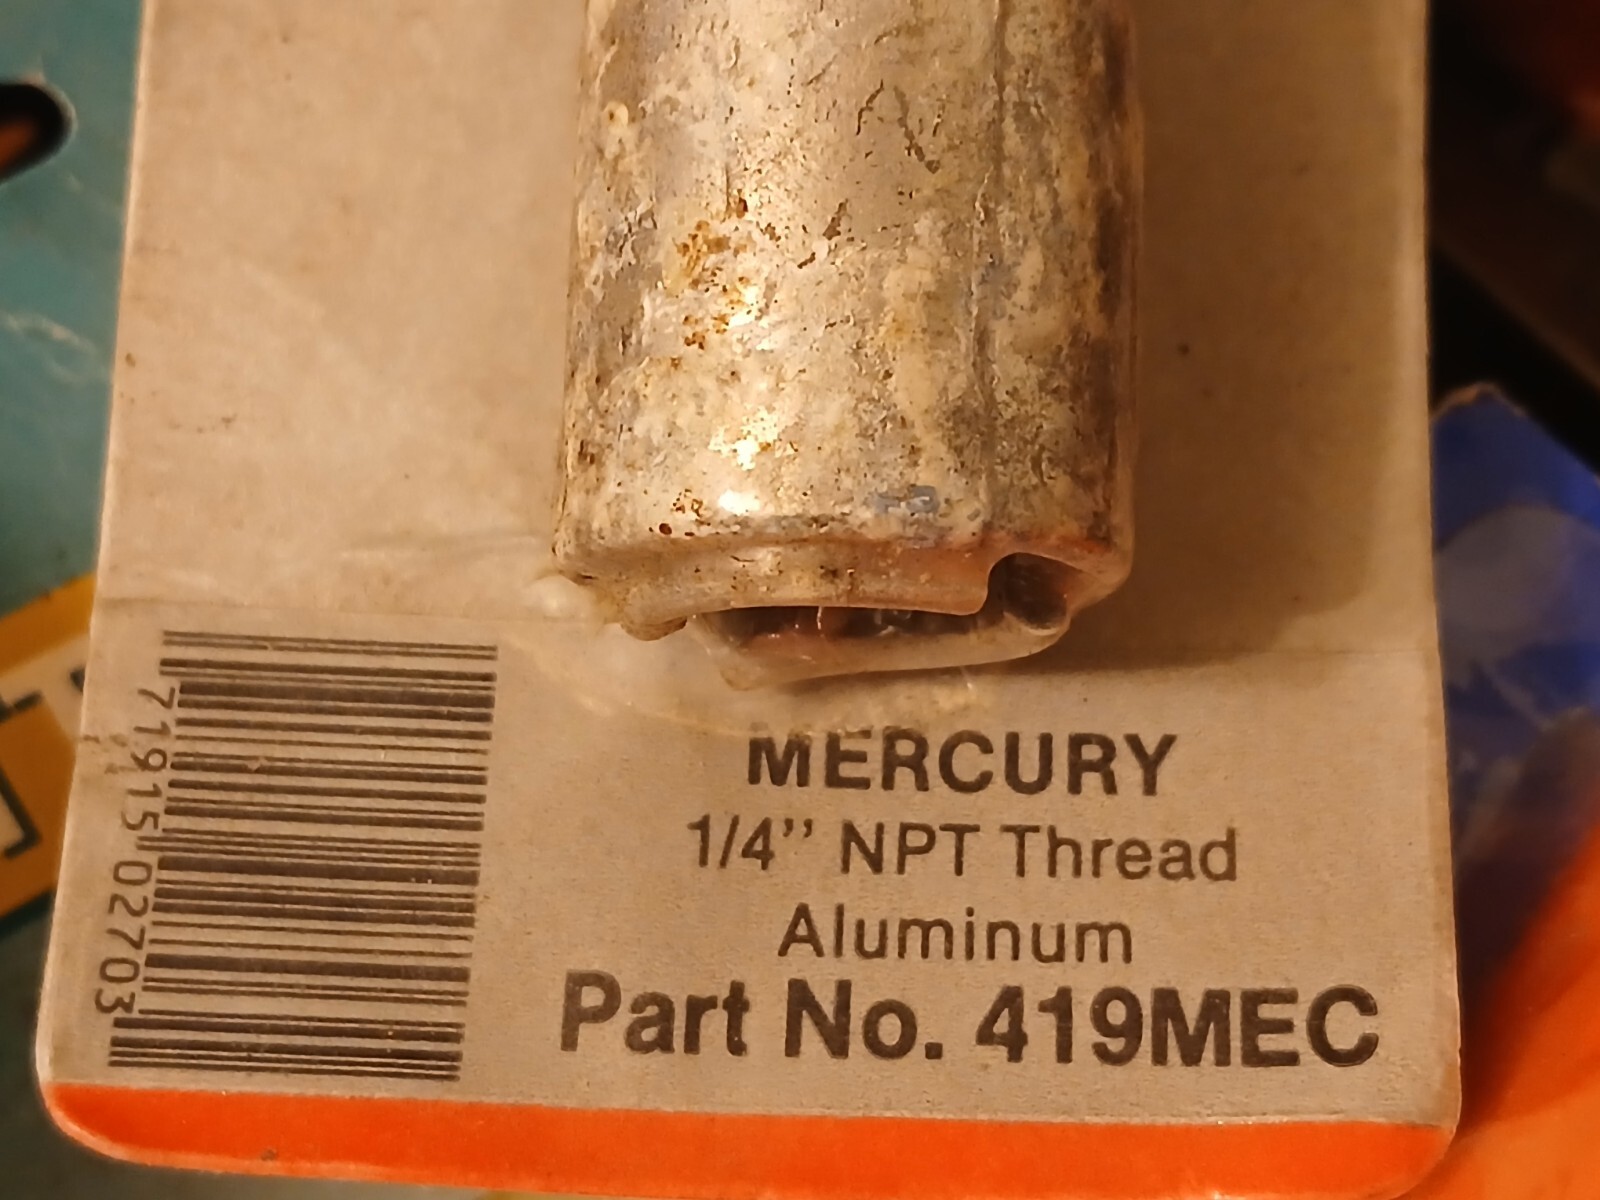 MERCURY
1/4’’ NPT Thread
Aluminum
Part No. 419MEC
71915 02703